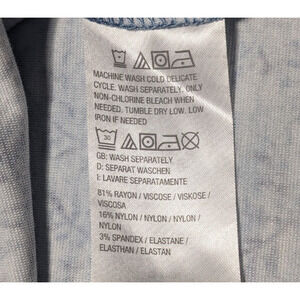 MACHINE WASH COLD DELICATE
CYCLE. WASH SEPARATELY, ONLY
NON-CHLORINE BLEACH WHEN
NEEDED. TUMBLE DRY LOW. LOW
IRON IF NEEDED
30
GB: WASH SEPARATELY
D: SEPARAT WASCHEN
I: LAVARE SEPARATAMENTE
81% RAYON / VISCOSE / VISKOSE /
VISCOSA
16% NYLON / NYLON / NYLON /
NYLON
3% SPANDEX / ELASTANE /
ELASTHAN / ELASTAN